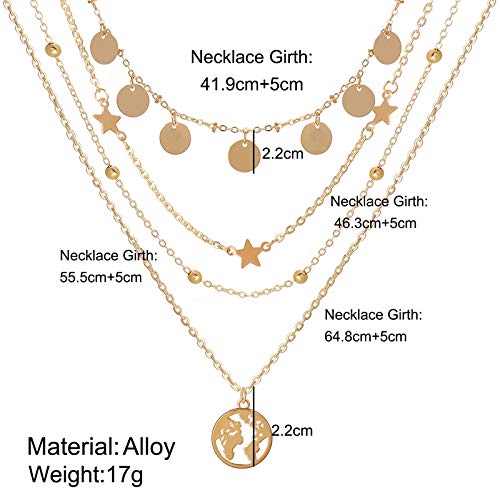 Necklace Girth:
41.9cm+5cm
2.2cm
Necklace Girth:
46.3cm+5cm
Necklace Girth:
55.5cm+5cm
Necklace Girth:
64.8cm+5cm
2.2cm
Material: Alloy
Weight:17g